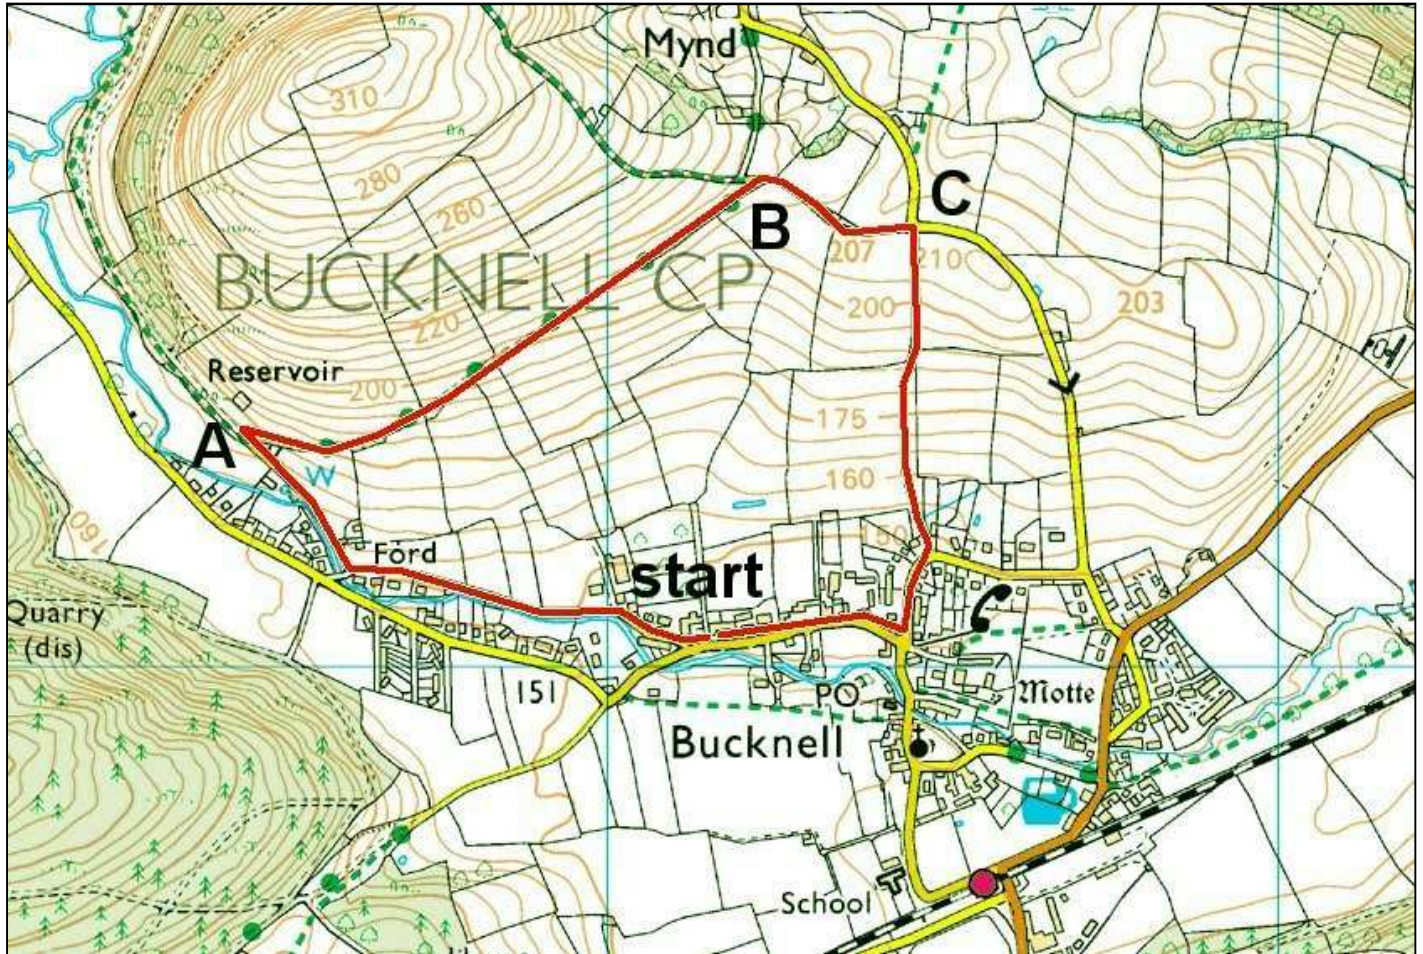 Mynd
310
280
260
C
B
BUCKNELL CP
207
210
220
200
203
Reservoir
200
175
A
W
160
160
150
Ford
start
Quarry
(dis)
151
PO
Motte
Bucknell
School